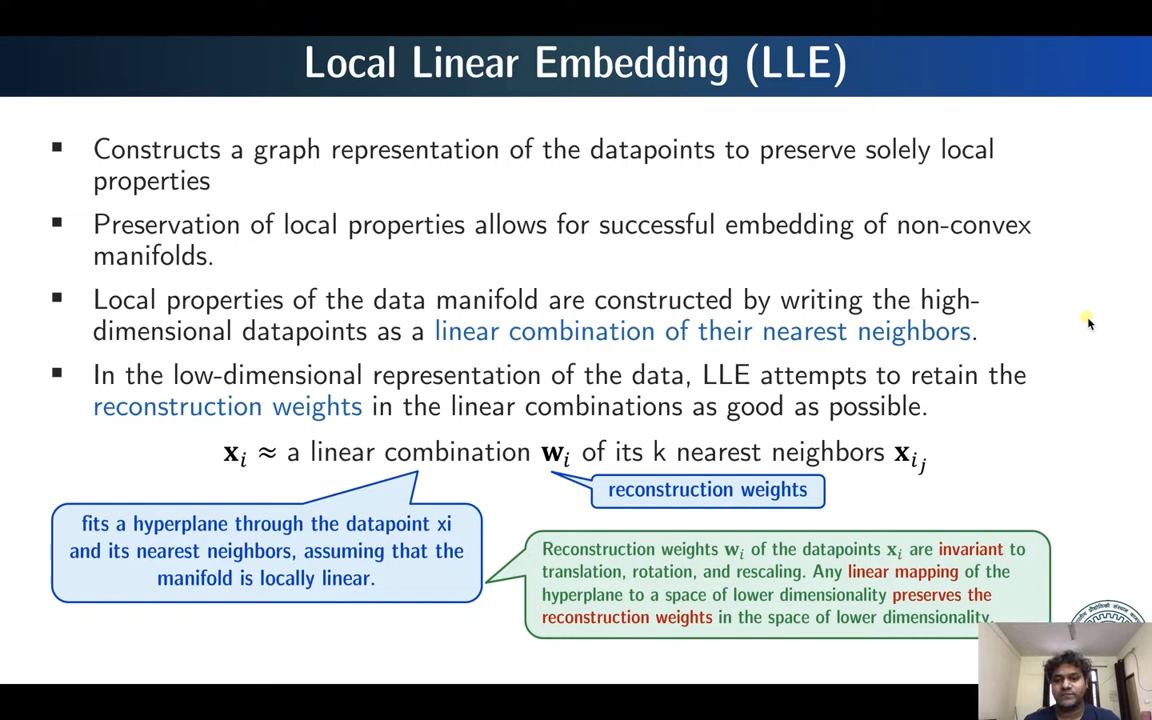 Local Linear Embedding (LLE)
▪ Constructs a graph representation of the datapoints to preserve solely local
properties
▪ Preservation of local properties allows for successful embedding of non-convex
manifolds.
▪ Local properties of the data manifold are constructed by writing the high-
dimensional datapoints as a linear combination of their nearest neighbors.
▪ In the low-dimensional representation of the data, LLE attempts to retain the
reconstruction weights in the linear combinations as good as possible.
𝐱ᵢ ≈ a linear combination 𝐰ᵢ of its k nearest neighbors 𝐱_{i_j}
reconstruction weights
fits a hyperplane through the datapoint xi
and its nearest neighbors, assuming that the
manifold is locally linear.
Reconstruction weights 𝐰ᵢ of the datapoints 𝐱ᵢ are invariant to
translation, rotation, and rescaling. Any linear mapping of the
hyperplane to a space of lower dimensionality preserves the
reconstruction weights in the space of lower dimensionality.